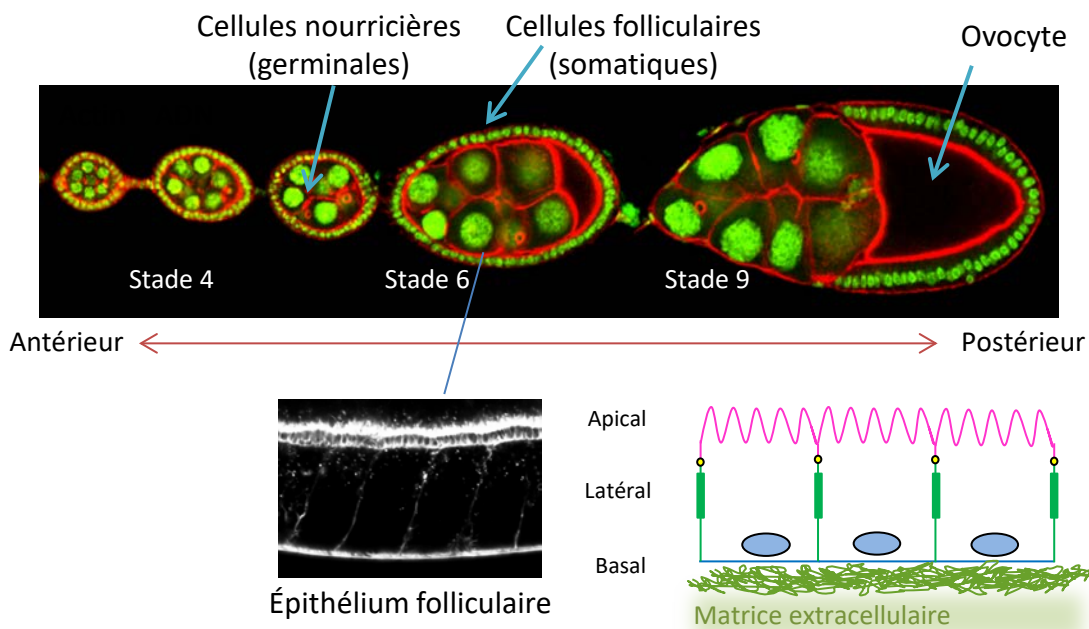 Cellules nourricières
(germinales)
Cellules folliculaires
(somatiques)
Ovocyte
Stade 4
Stade 6
Stade 9
Antérieur
Postérieur
Apical
Latéral
Basal
Épithélium folliculaire
Matrice extracellulaire